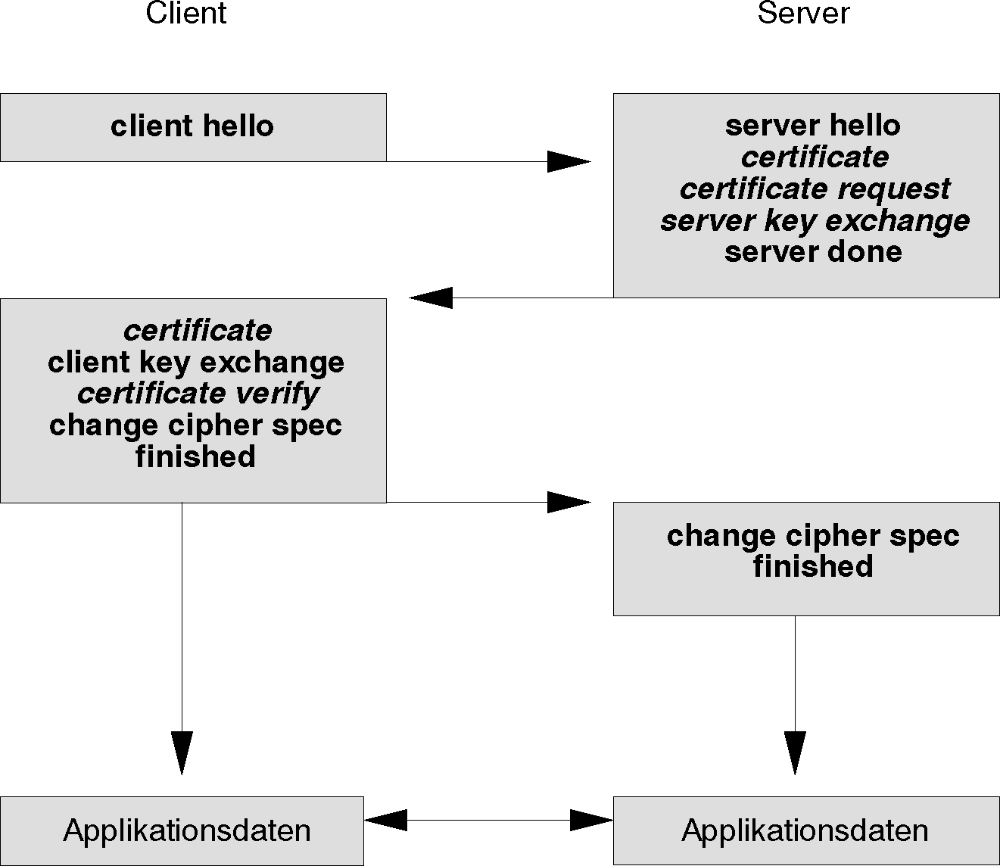 Client
Server
client hello
server hello
certificate
certificate request
server key exchange
server done
certificate
client key exchange
certificate verify
change cipher spec
finished
change cipher spec
finished
Applikationsdaten
Applikationsdaten